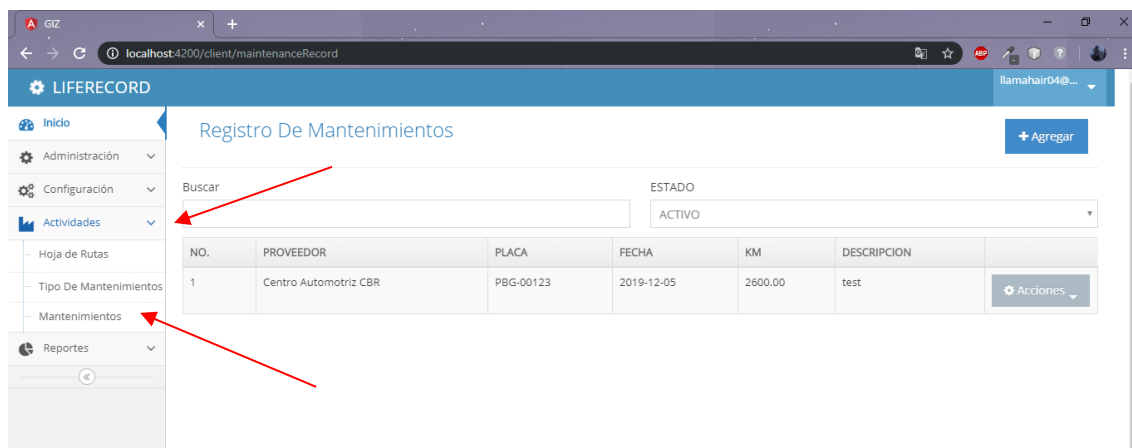 GIZ
localhost:4200/client/maintenanceRecord
ABP
LIFERECORD
llamahair04@...
Inicio
Registro De Mantenimientos
Agregar
Administración
Configuración
Buscar
ESTADO
Actividades
ACTIVO
Hoja de Rutas
NO. PROVEEDOR PLACA FECHA KM DESCRIPCION
Tipo De Mantenimientos
1 Centro Automotriz CBR PBG-00123 2019-12-05 2600.00 test
Acciones
Mantenimientos
Reportes